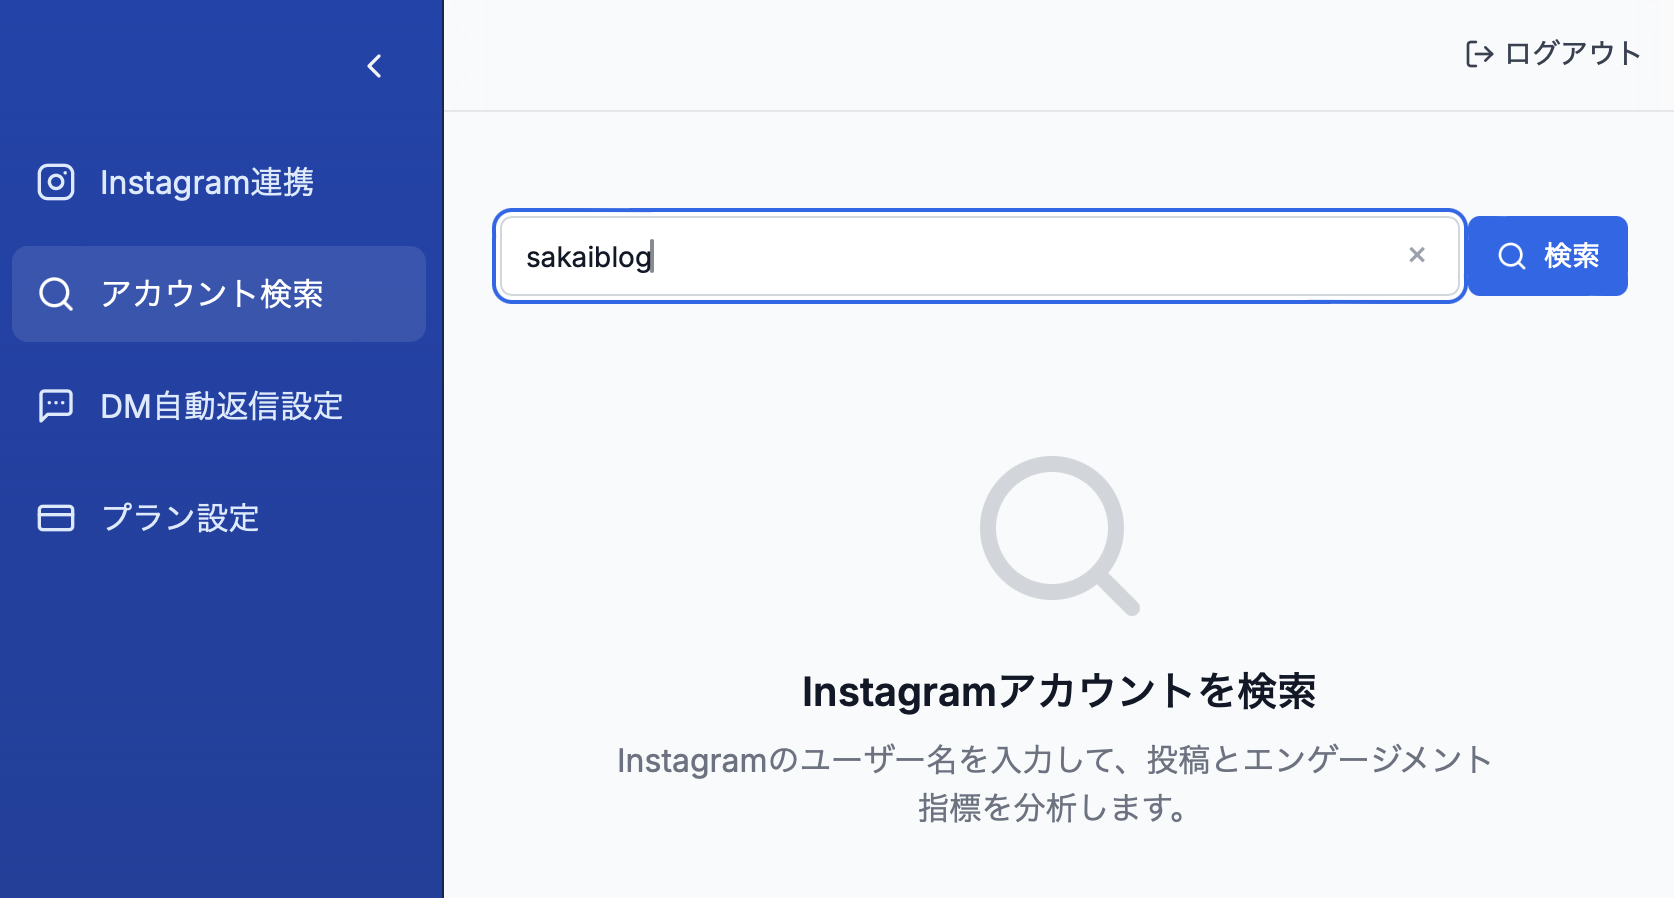 ログアウト
Instagram連携
アカウント検索
DM自動返信設定
プラン設定
sakaiblog
検索
Instagramアカウントを検索
Instagramのユーザー名を入力して、投稿とエンゲージメント
指標を分析します。